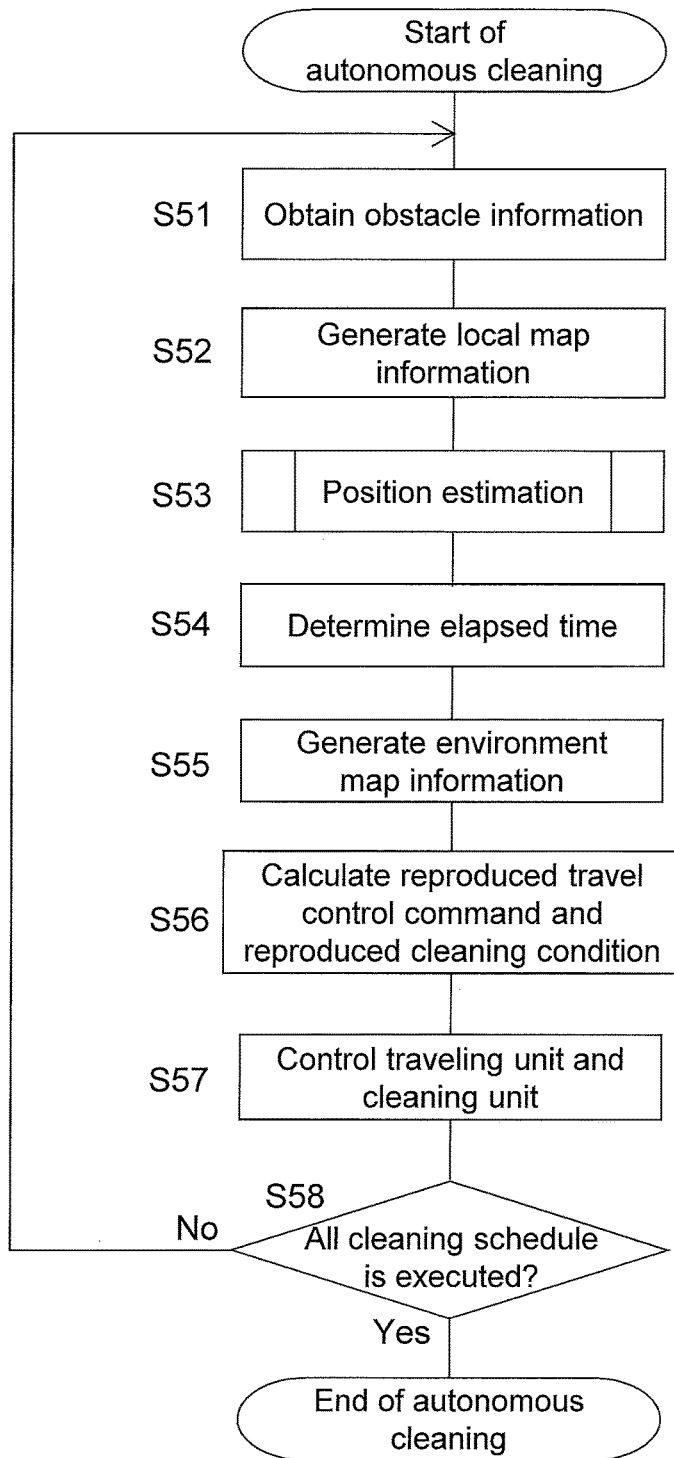 Start of
autonomous cleaning
S51
Obtain obstacle information
S52
Generate local map
information
S53
Position estimation
S54
Determine elapsed time
S55
Generate environment
map information
S56
Calculate reproduced travel
control command and
reproduced cleaning condition
S57
Control traveling unit and
cleaning unit
S58
No
All cleaning schedule
is executed?
Yes
End of autonomous
cleaning